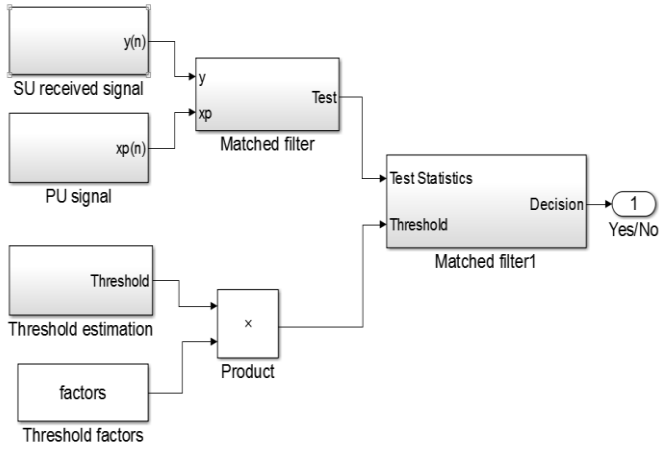 y(n)
SU received signal
xp(n)
PU signal
y
xp
Test
Matched filter
Test Statistics
Threshold
Decision
Matched filter1
1
Yes/No
Threshold
Threshold estimation
factors
Threshold factors
×
Product